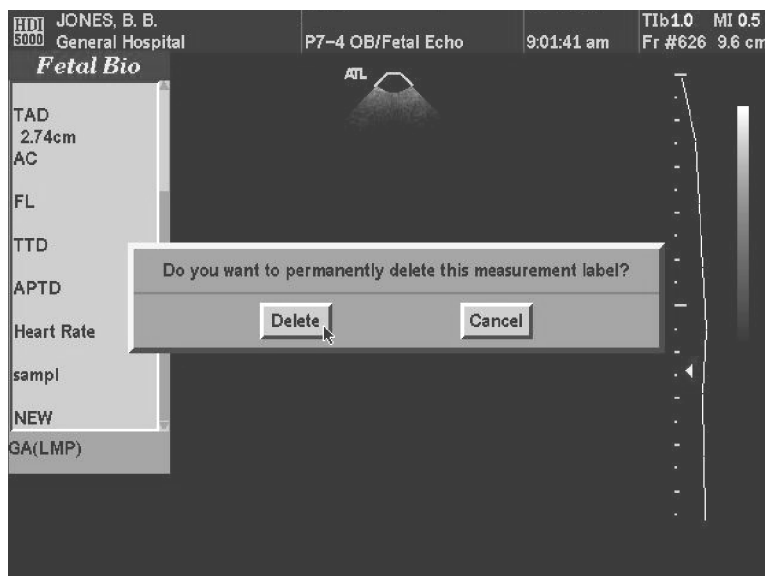 HDI 5000 JONES, B. B. TIb1.0 MI 0.5
General Hospital P7-4 OB/Fetal Echo 9:01:41 am Fr #626 9.6 cm
Fetal Bio
ATL
TAD
2.74cm
AC
FL
TTD
APTD
Heart Rate
sampl
NEW
GA(LMP)
Do you want to permanently delete this measurement label?
Delete Cancel